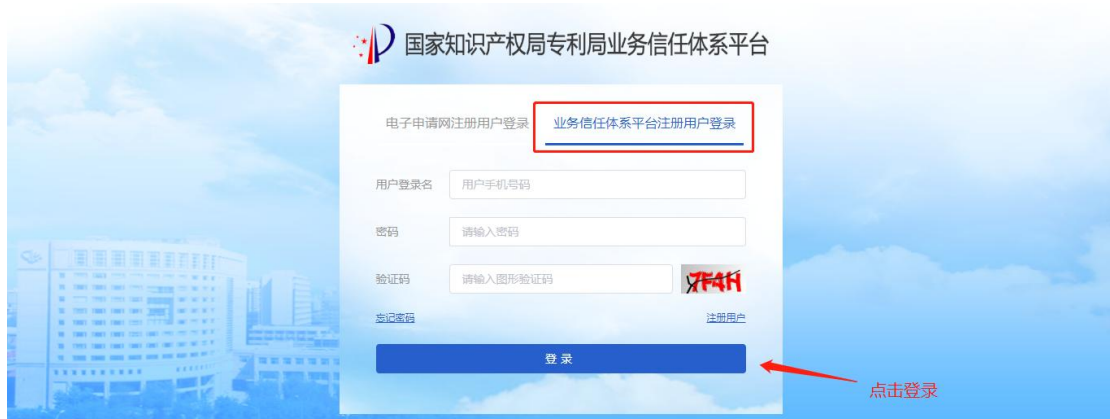 国家知识产权局专利局业务信任体系平台
电子申请网注册用户登录 业务信任体系平台注册用户登录
用户登录名 用户手机号码
密码 请输入密码
验证码 请输入图形验证码 7F4H
忘记密码 注册用户
登 录
点击登录